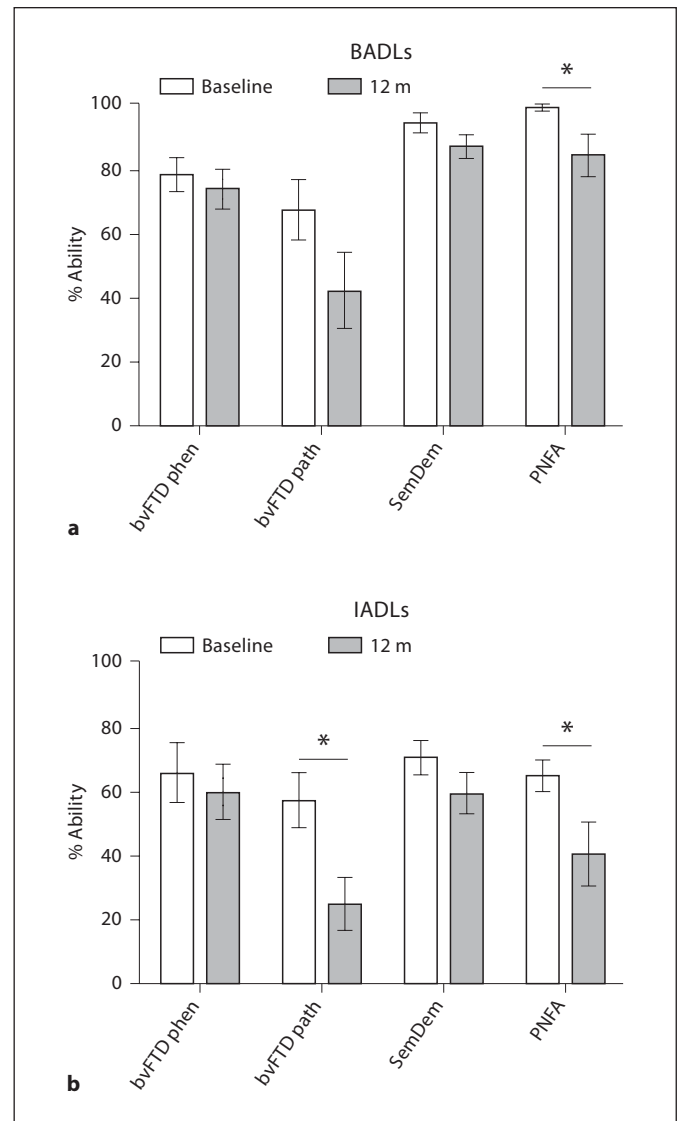 BADLs
Baseline 12 m
*
100
80
60
40
20
0
% Ability
bvFTD phen
bvFTD path
SemDem
PNFA
a
IADLs
Baseline 12 m
* *
100
80
60
40
20
0
% Ability
bvFTD phen
bvFTD path
SemDem
PNFA
b